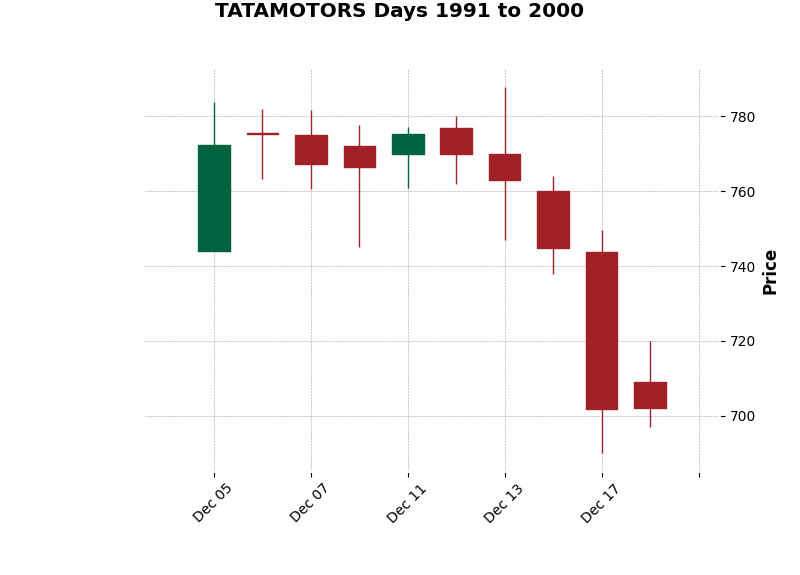 TATAMOTORS Days 1991 to 2000
780
760
740
720
700
Price
Dec 05
Dec 07
Dec 11
Dec 13
Dec 17